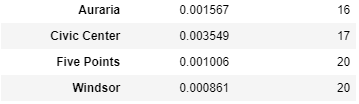 Auraria 0.001567 16
Civic Center 0.003549 17
Five Points 0.001006 20
Windsor 0.000861 20